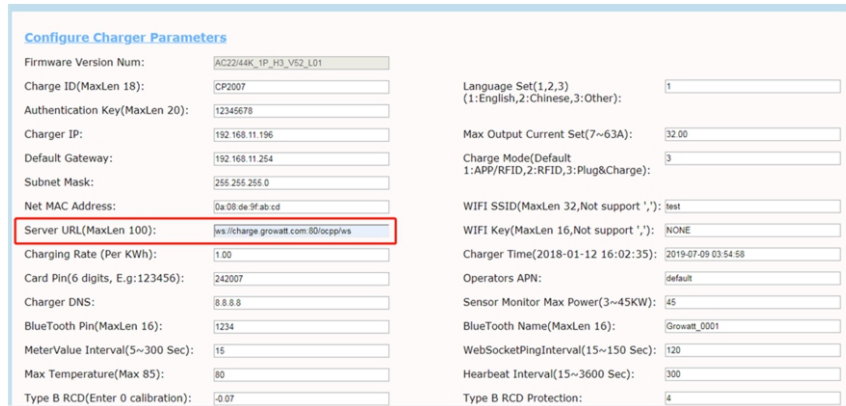 Configure Charger Parameters
Firmware Version Num: AC22/44K_1P_H3_V52_L01
Charge ID(MaxLen 18): CP2007
Language Set(1,2,3) 1
(1:English,2:Chinese,3:Other):
Authentication Key(MaxLen 20): 12345678
Charger IP: 192.168.11.196
Max Output Current Set(7~63A): 32.00
Default Gateway: 192.168.11.254
Charge Mode(Default 3
1:APP/RFID,2:RFID,3:Plug&Charge):
Subnet Mask: 255.255.255.0
Net MAC Address: 0a:08:de:9f:ab:cd
WIFI SSID(MaxLen 32,Not support ','): test
Server URL(MaxLen 100): ws://charge.growatt.com:80/ocpp/ws
WIFI Key(MaxLen 16,Not support ','): NONE
Charging Rate (Per KWh): 1.00
Charger Time(2018-01-12 16:02:35): 2019-07-09 03:54:58
Card Pin(6 digits, E.g:123456): 242007
Operators APN: default
Charger DNS: 8.8.8.8
Sensor Monitor Max Power(3~45KW): 45
BlueTooth Pin(MaxLen 16): 1234
BlueTooth Name(MaxLen 16): Growatt_0001
MeterValue Interval(5~300 Sec): 15
WebSocketPingInterval(15~150 Sec): 120
Max Temperature(Max 85): 80
Hearbeat Interval(15~3600 Sec): 300
Type B RCD(Enter 0 calibration): -0.07
Type B RCD Protection: 4